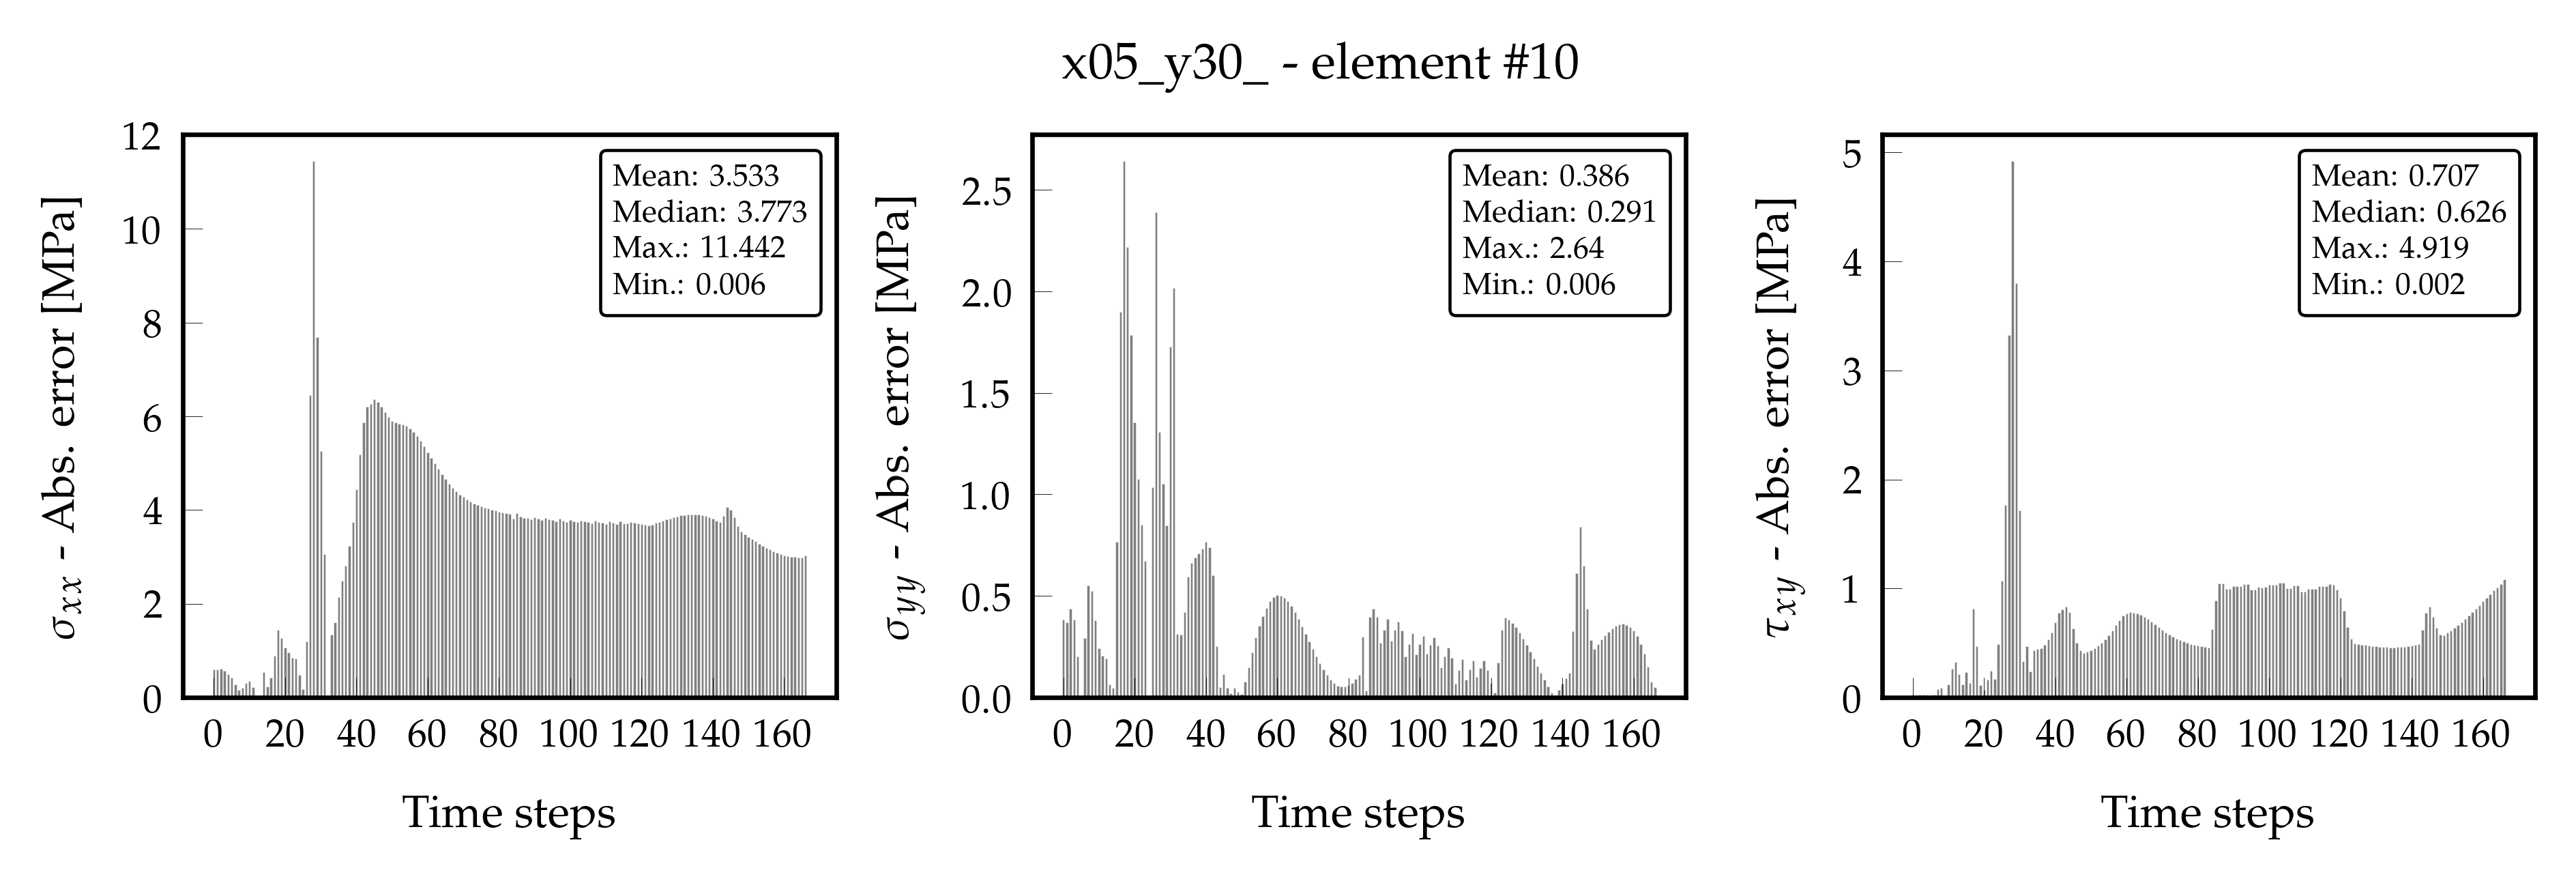 x05_y30_ - element #10
σxx - Abs. error [MPa]
12
10
8
6
4
2
0
Mean: 3.533
Median: 3.773
Max.: 11.442
Min.: 0.006
0 20 40 60 80 100 120 140 160
Time steps
σyy - Abs. error [MPa]
2.5
2.0
1.5
1.0
0.5
0.0
Mean: 0.386
Median: 0.291
Max.: 2.64
Min.: 0.006
0 20 40 60 80 100 120 140 160
Time steps
τxy - Abs. error [MPa]
5
4
3
2
1
0
Mean: 0.707
Median: 0.626
Max.: 4.919
Min.: 0.002
0 20 40 60 80 100 120 140 160
Time steps